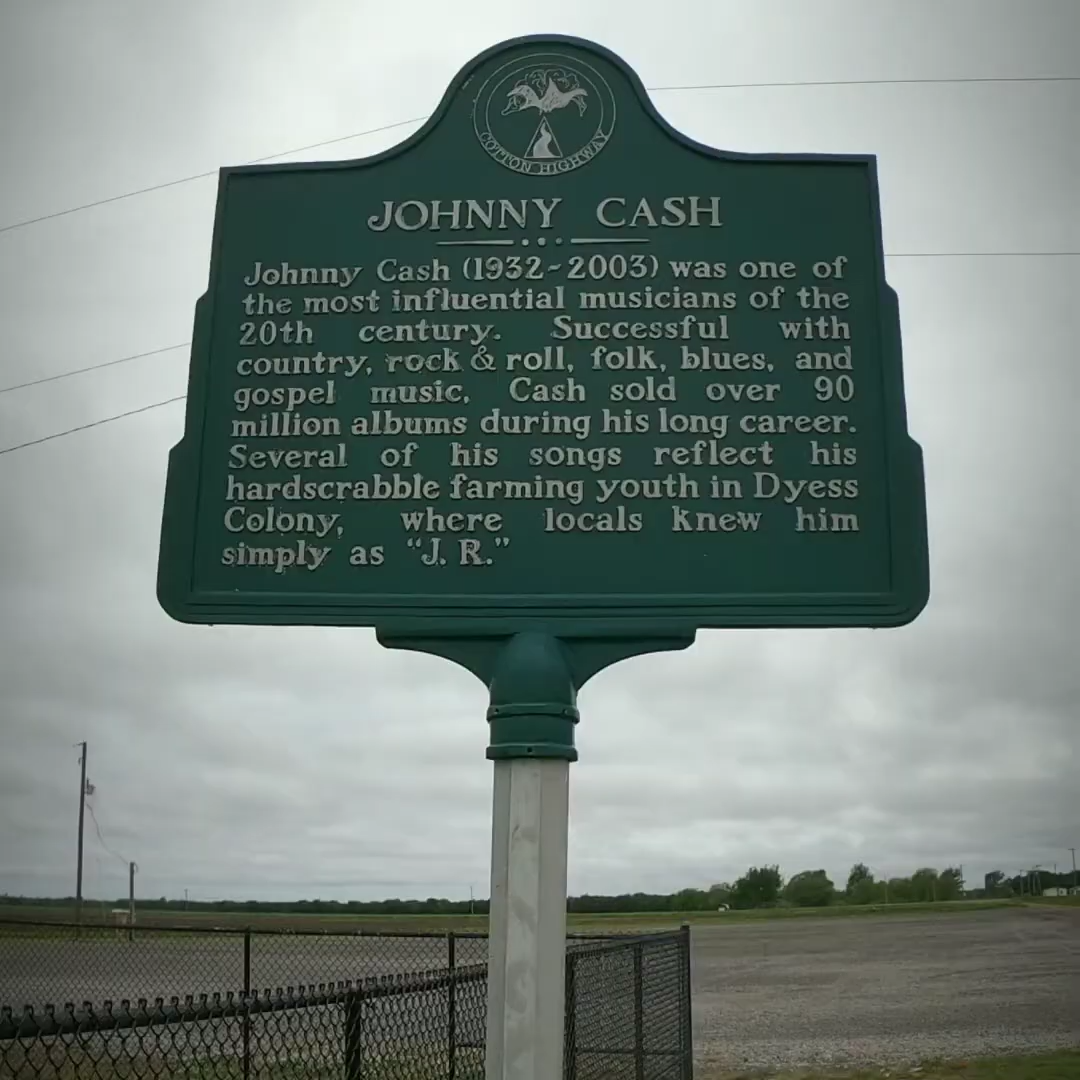 COTTON HIGHWAY
JOHNNY CASH
Johnny Cash (1932-2003) was one of
the most influential musicians of the
20th century. Successful with
country, rock & roll, folk, blues, and
gospel music, Cash sold over 90
million albums during his long career.
Several of his songs reflect his
hardscrabble farming youth in Dyess
Colony, where locals knew him
simply as “J. R.”